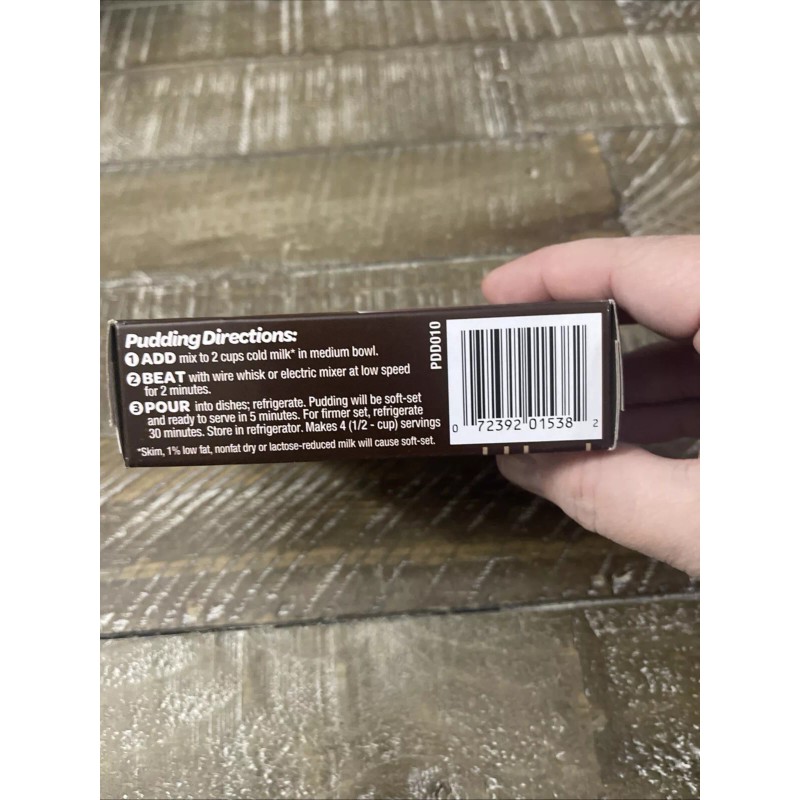 Pudding Directions:
1 ADD mix to 2 cups cold milk* in medium bowl.
2 BEAT with wire whisk or electric mixer at low speed
for 2 minutes.
3 POUR into dishes; refrigerate. Pudding will be soft-set
and ready to serve in 5 minutes. For firmer set, refrigerate
30 minutes. Store in refrigerator. Makes 4 (1/2 - cup) servings
*Skim, 1% low fat, nonfat dry or lactose-reduced milk will cause soft-set.
PDD010
0 72392 01538 2